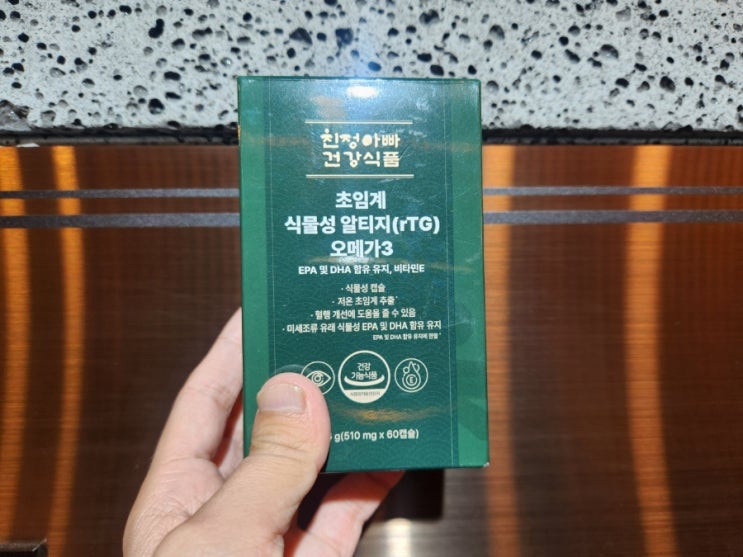 친정아빠
건강식품
초임계
식물성 알티지(rTG)
오메가3
EPA 및 DHA 함유 유지, 비타민E
· 식물성 캡슐
· 저온 초임계 추출*
· 혈행 개선에 도움을 줄 수 있음
· 미세조류 유래 식물성 EPA 및 DHA 함유 유지
EPA 및 DHA 함유 유지에 한함*
건강
기능식품
E
g(510 mg x 60캡슐)